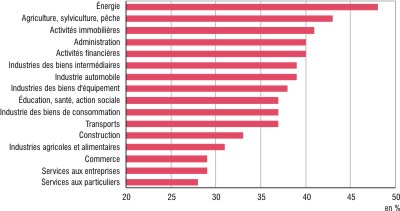 Énergie
Agriculture, sylviculture, pêche
Activités immobilières
Administration
Activités financières
Industries des biens intermédiaires
Industrie automobile
Industries des biens d'équipement
Éducation, santé, action sociale
Industrie des biens de consommation
Transports
Construction
Industries agricoles et alimentaires
Commerce
Services aux entreprises
Services aux particuliers
20 25 30 35 40 45 50
en %